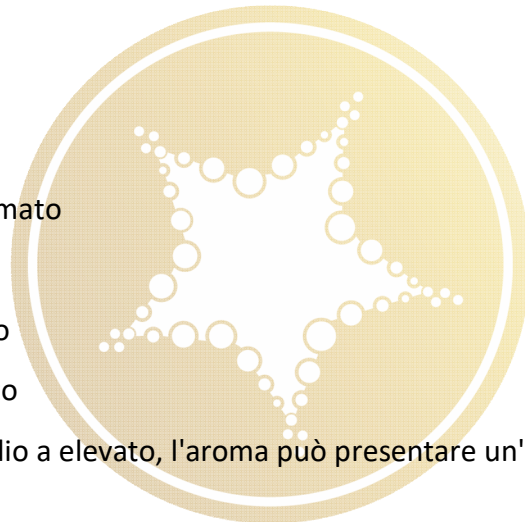 mato
o
o
lio a elevato, l'aroma può presentare un'